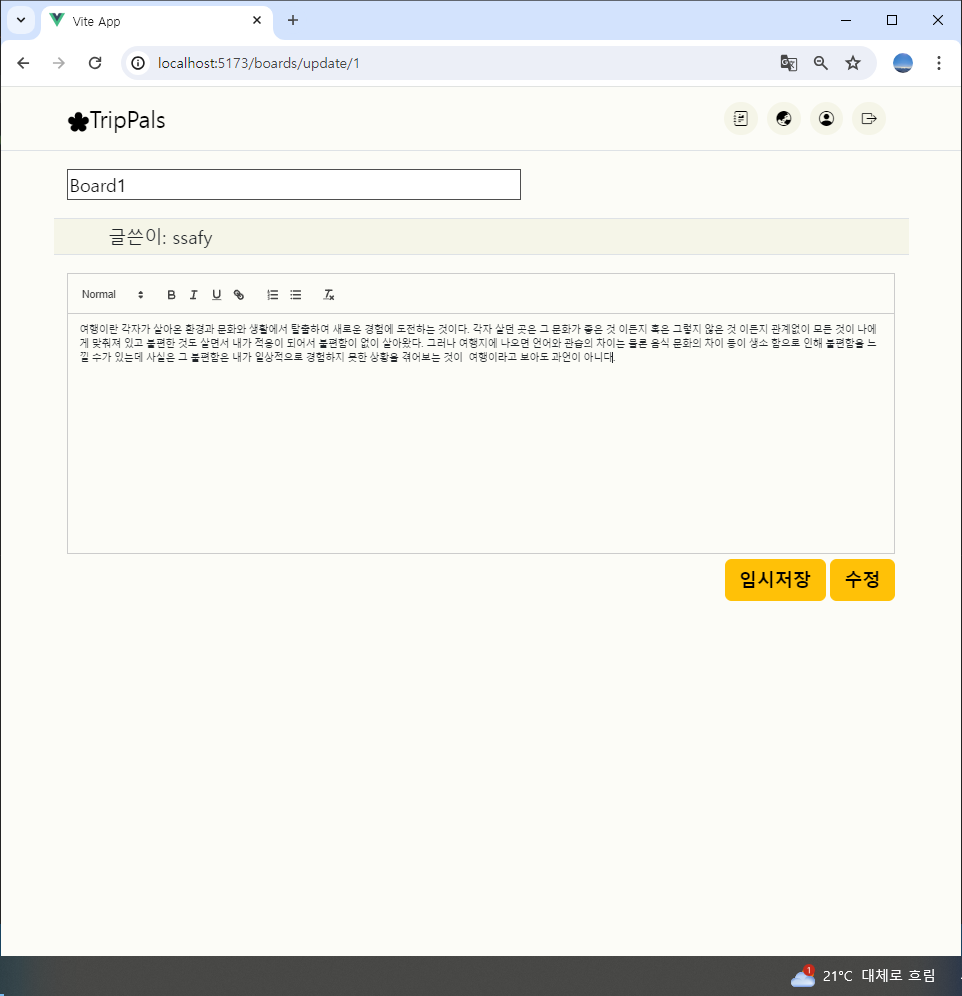 Vite App
localhost:5173/boards/update/1
TripPals
Board1
글쓴이: ssafy
Normal B I U
여행이란 각자가 살아온 환경과 문화와 생활에서 탈출하여 새로운 경험에 도전하는 것이다. 각자 살던 곳은 그 문화가 좋은 것 이든지 혹은 그렇지 않은 것 이든지 관계없이 모든 것이 나에
게 맞춰져 있고 불편한 것도 살면서 내가 적응이 되어서 불편함이 없이 살아왔다. 그러나 여행지에 나오면 언어와 관습의 차이는 물론 음식 문화의 차이 등이 생소 함으로 인해 불편함을 느
낄 수가 있는데 사실은 그 불편함은 내가 일상적으로 경험하지 못한 상황을 겪어보는 것이  여행이라고 보아도 과언이 아니다.
임시저장 수정
1
21°C 대체로 흐림